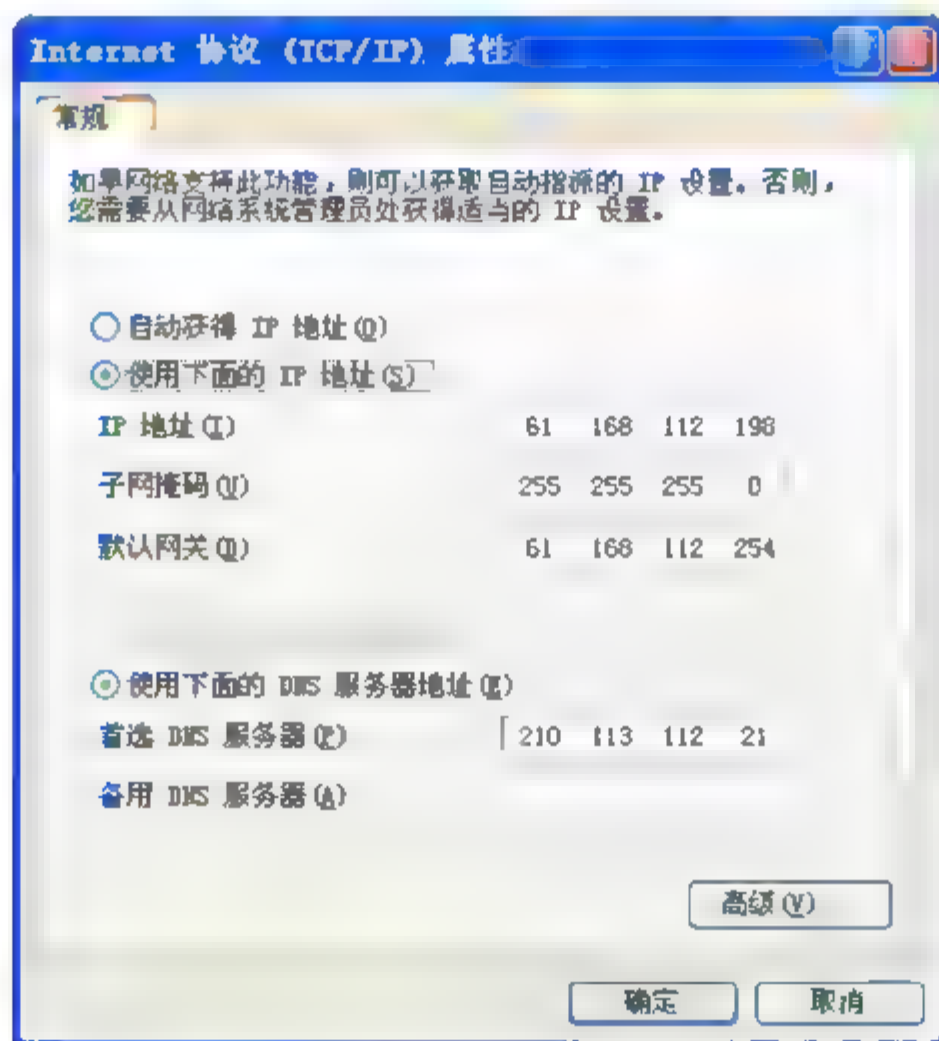 Internet 协议 (TCP/IP) 属性
常规
如果网络支持此功能，则可以获取自动指派的 IP 设置。否则，
您需要从网络系统管理员处获得适当的 IP 设置。
自动获得 IP 地址(O)
使用下面的 IP 地址(S)
IP 地址(I) 61 168 112 198
子网掩码(U) 255 255 255 0
默认网关(D) 61 168 112 254
使用下面的 DNS 服务器地址(E)
首选 DNS 服务器(P) 210 113 112 21
备用 DNS 服务器(A)
高级(V)
确定 取消